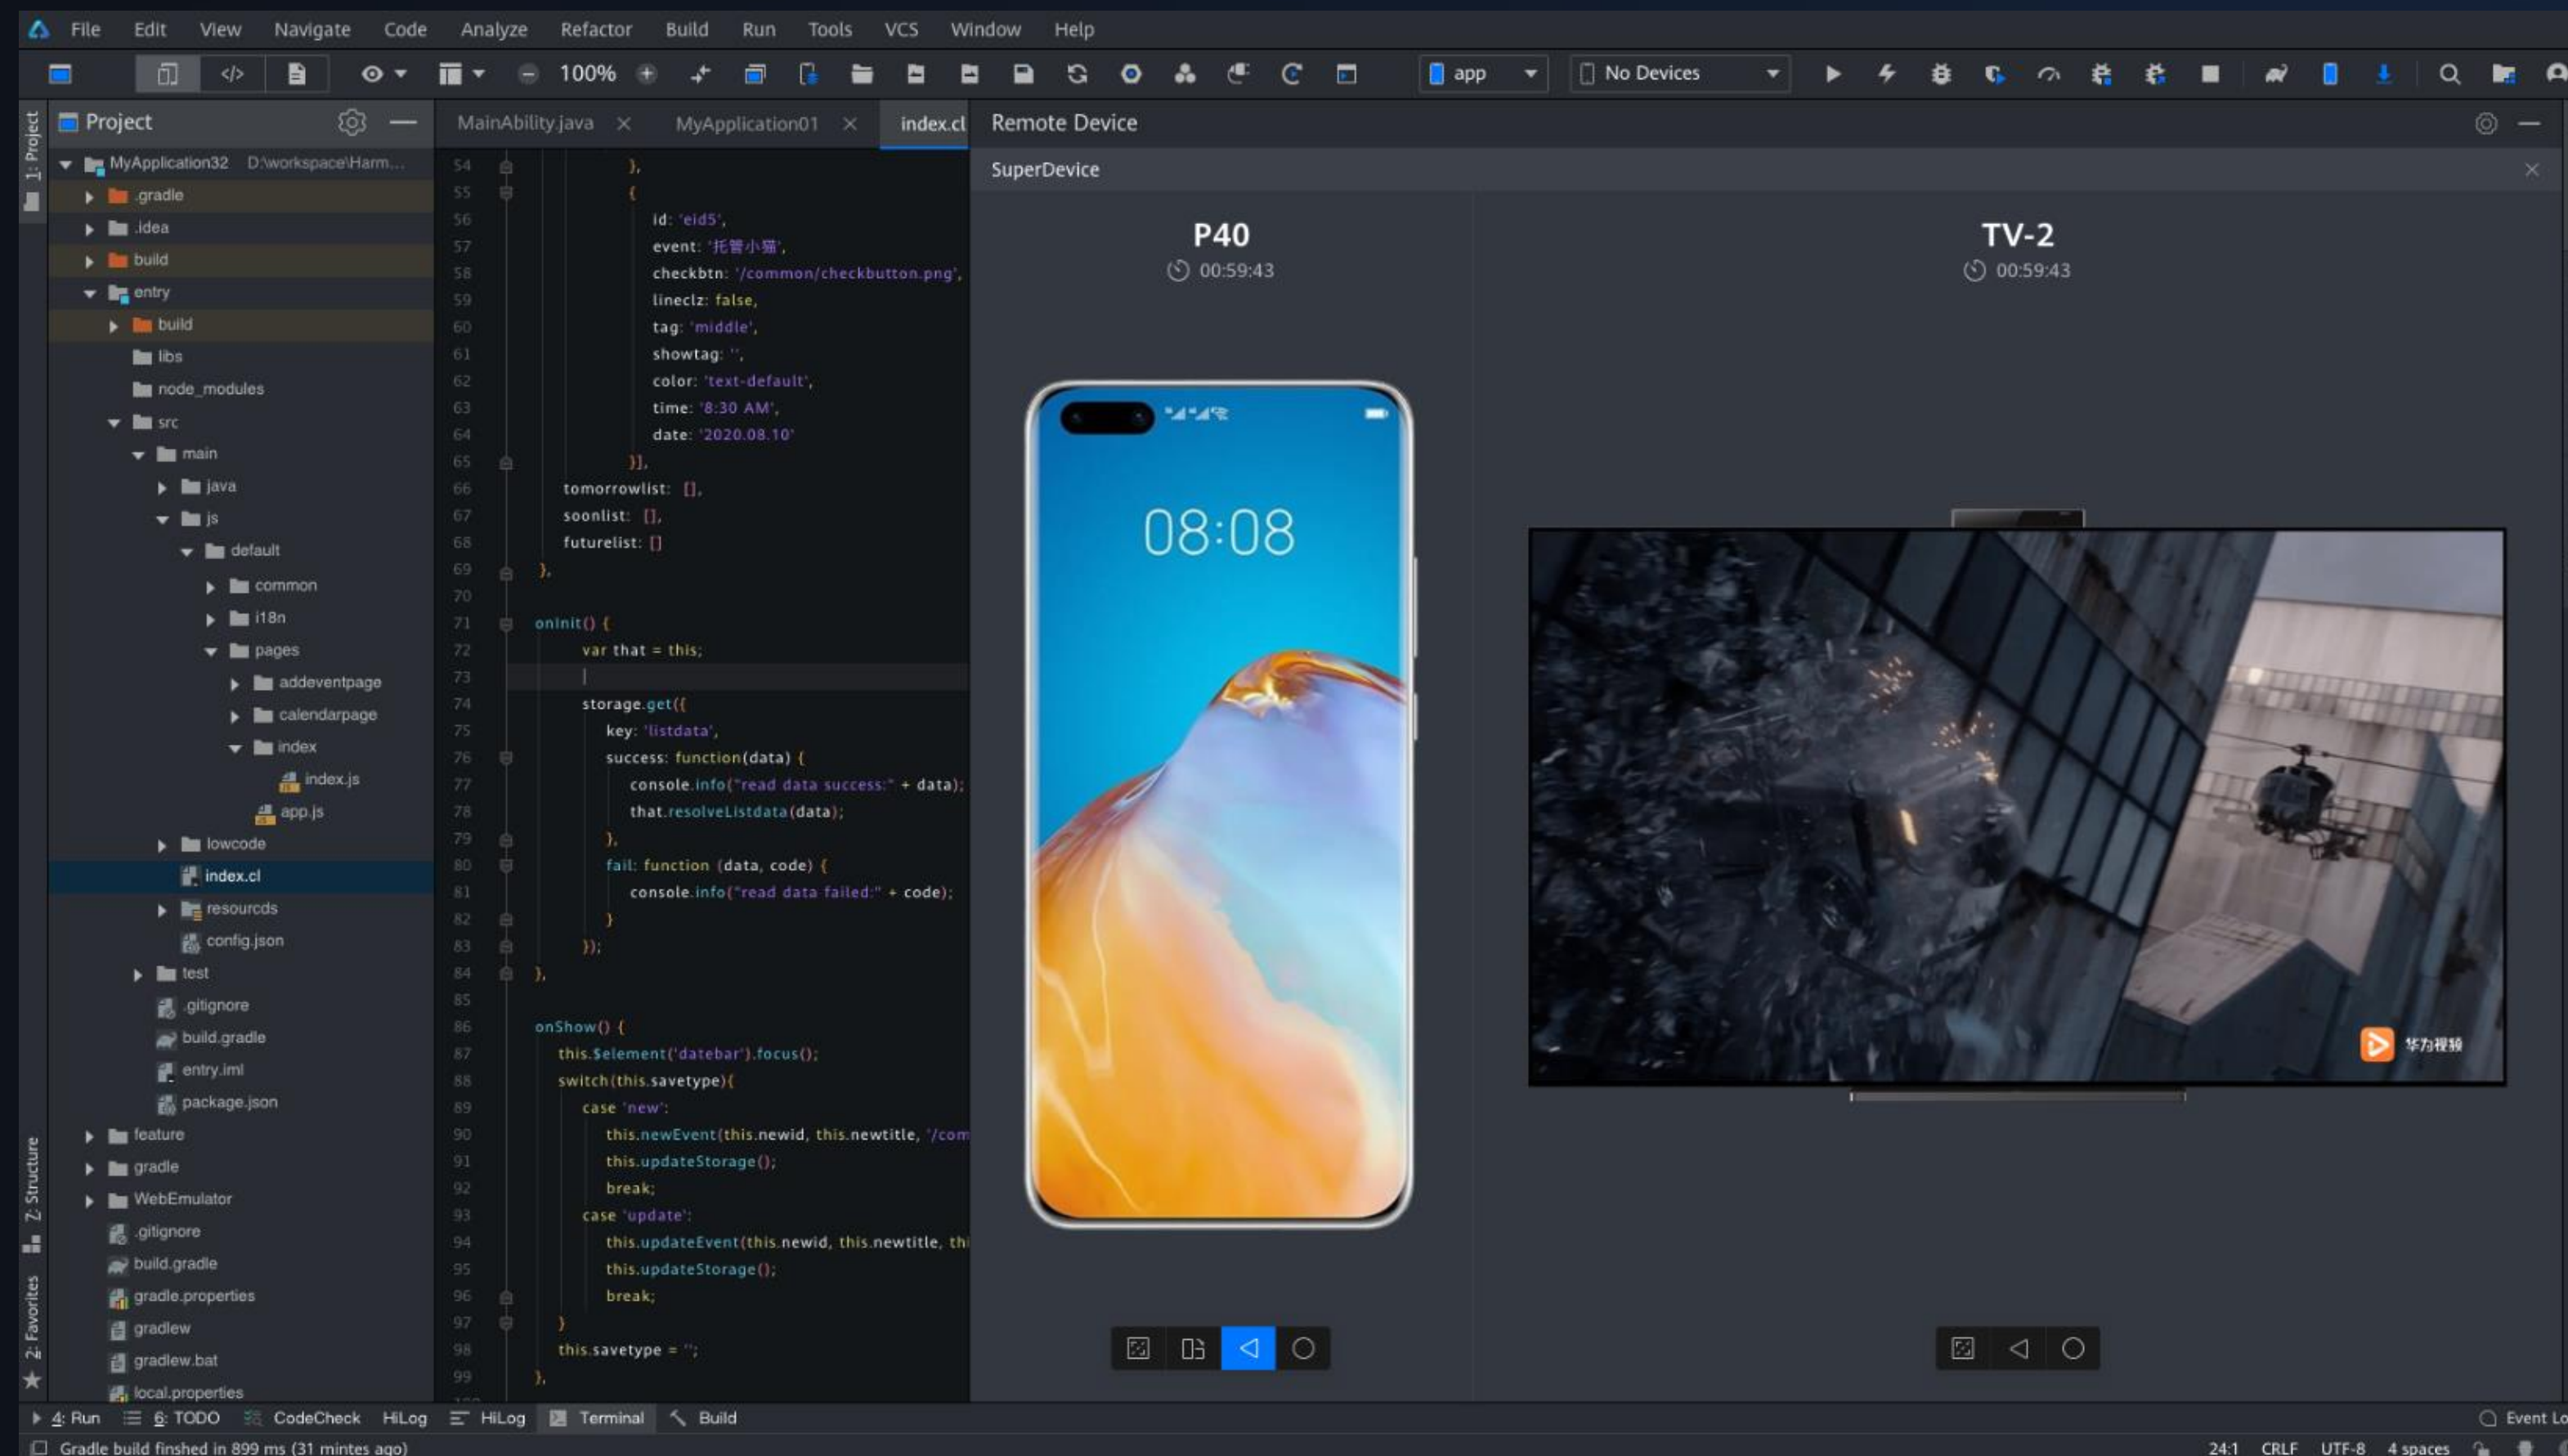 File Edit View Navigate Code Analyze Refactor Build Run Tools VCS Window Help
100% app No Devices
1: Project
Project
MyApplication32 D:\workspace\Harm...
.gradle
.idea
build
entry
build
libs
node_modules
src
main
java
js
default
common
i18n
pages
addeventpage
calendarpage
index
index.js
app.js
lowcode
index.cl
resourcds
config.json
test
.gitignore
build.gradle
entry.iml
package.json
feature
gradle
WebEmulator
.gitignore
build.gradle
gradle.properties
gradlew
gradlew.bat
local.properties
Z: Structure
2: Favorites
MainAbility.java MyApplication01 index.cl
54 },
55 {
56 id: 'eid5',
57 event: '托管小猫',
58 checkbtn: '/common/checkbutton.png',
59 lineclz: false,
60 tag: 'middle',
61 showtag: '',
62 color: 'text-default',
63 time: '8:30 AM',
64 date: '2020.08.10'
65 }],
66 tomorrowlist: [],
67 soonlist: [],
68 futurelist: []
69 },
70
71 onInit() {
72 var that = this;
73
74 storage.get({
75 key: 'listdata',
76 success: function(data) {
77 console.info("read data success:" + data);
78 that.resolveListdata(data);
79 },
80 fail: function (data, code) {
81 console.info("read data failed:" + code);
82 }
83 });
84 },
85
86 onShow() {
87 this.$element('datebar').focus();
88 switch(this.savetype){
89 case 'new':
90 this.newEvent(this.newid, this.newtitle, '/com
91 this.updateStorage();
92 break;
93 case 'update':
94 this.updateEvent(this.newid, this.newtitle, thi
95 this.updateStorage();
96 break;
97 }
98 this.savetype = '';
99 },
Remote Device
SuperDevice
P40
00:59:43
08:08
TV-2
00:59:43
华为视频
4: Run 6: TODO CodeCheck HiLog HiLog Terminal Build Event Lo
Gradle build finshed in 899 ms (31 mintes ago) 24:1 CRLF UTF-8 4 spaces